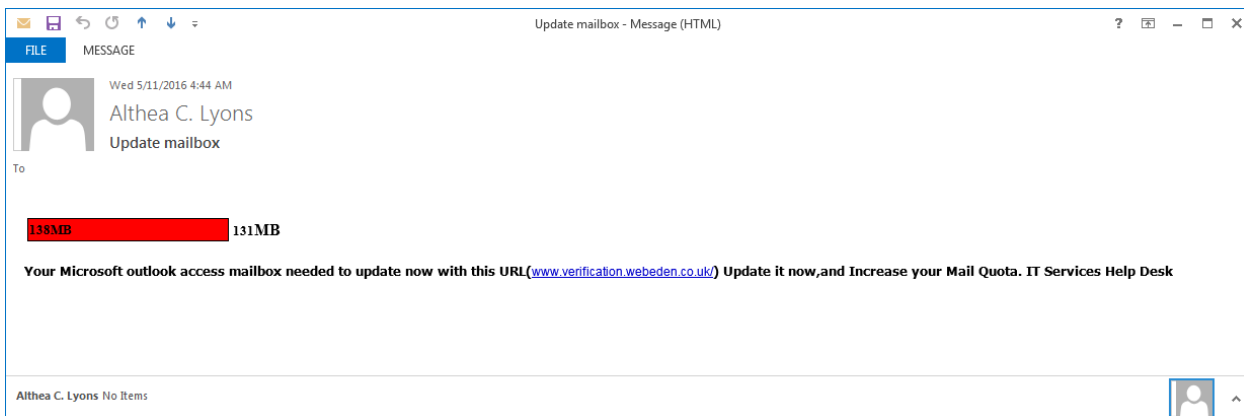 Update mailbox - Message (HTML)
?
FILE MESSAGE
Wed 5/11/2016 4:44 AM
Althea C. Lyons
Update mailbox
To
138MB 131MB
Your Microsoft outlook access mailbox needed to update now with this URL(www.verification.webeden.co.uk/) Update it now,and Increase your Mail Quota. IT Services Help Desk
Althea C. Lyons No Items